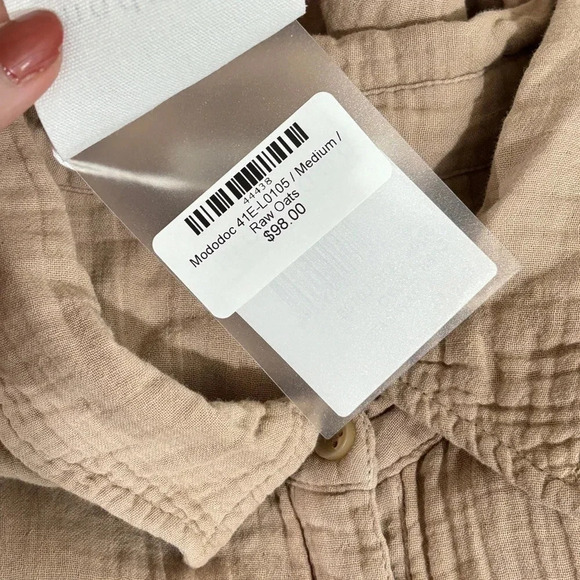 44438
Mododoc 41E-L0105 / Medium /
Raw Oats
$98.00